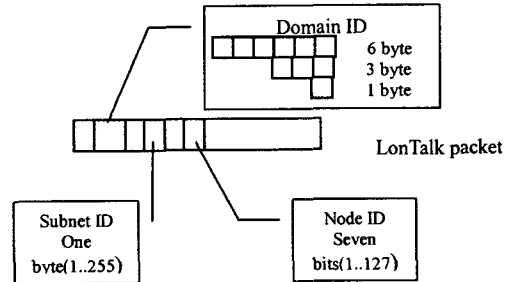 Domain ID
6 byte
3 byte
1 byte
LonTalk packet
Subnet ID
One
byte(1..255)
Node ID
Seven
bits(1..127)